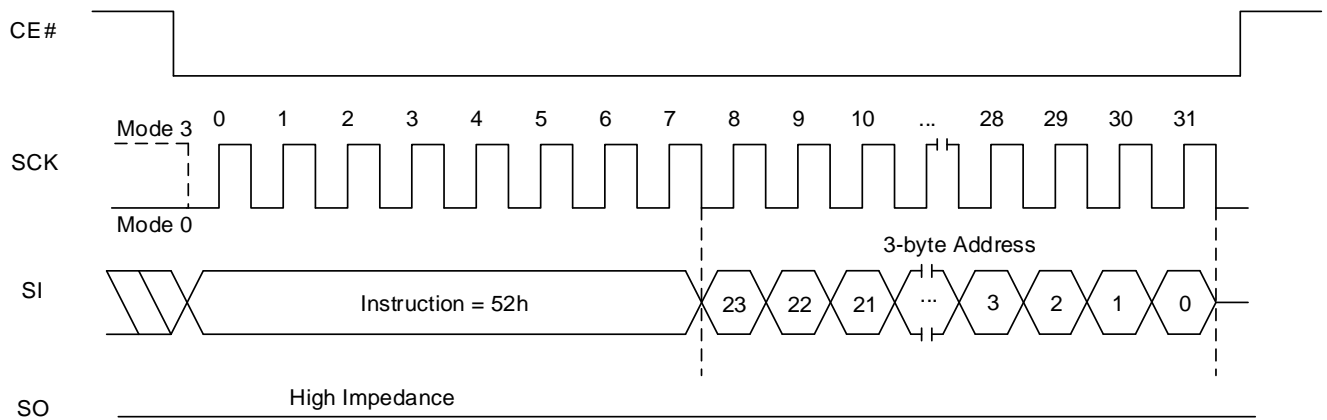 CE#
0 1 2 3 4 5 6 7 8 9 10 ... 28 29 30 31
Mode 3
SCK
Mode 0
3-byte Address
SI
Instruction = 52h 23 22 21 ... 3 2 1 0
High Impedance
SO